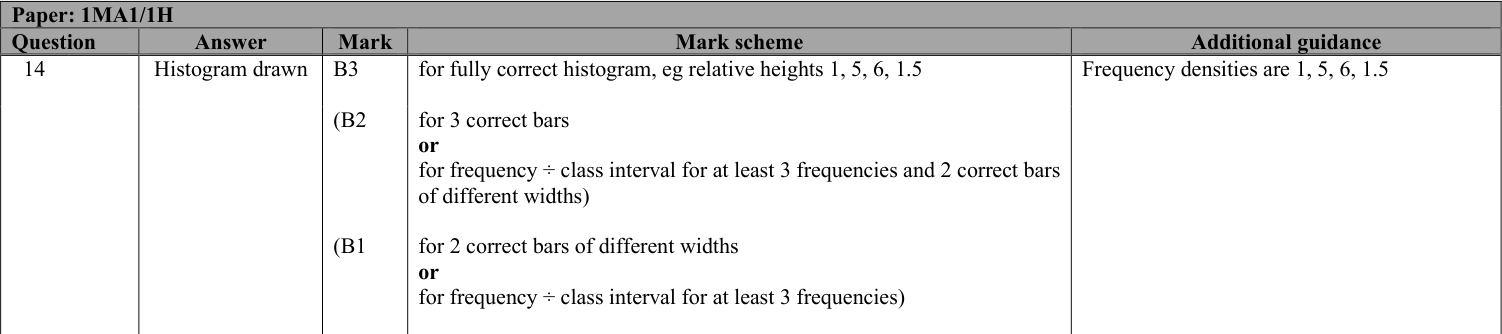 Paper: 1MA1/1H
Question Answer Mark Mark scheme Additional guidance
14 Histogram drawn B3 for fully correct histogram, eg relative heights 1, 5, 6, 1.5 Frequency densities are 1, 5, 6, 1.5
(B2 for 3 correct bars
or
for frequency ÷ class interval for at least 3 frequencies and 2 correct bars
of different widths)
(B1 for 2 correct bars of different widths
or
for frequency ÷ class interval for at least 3 frequencies)